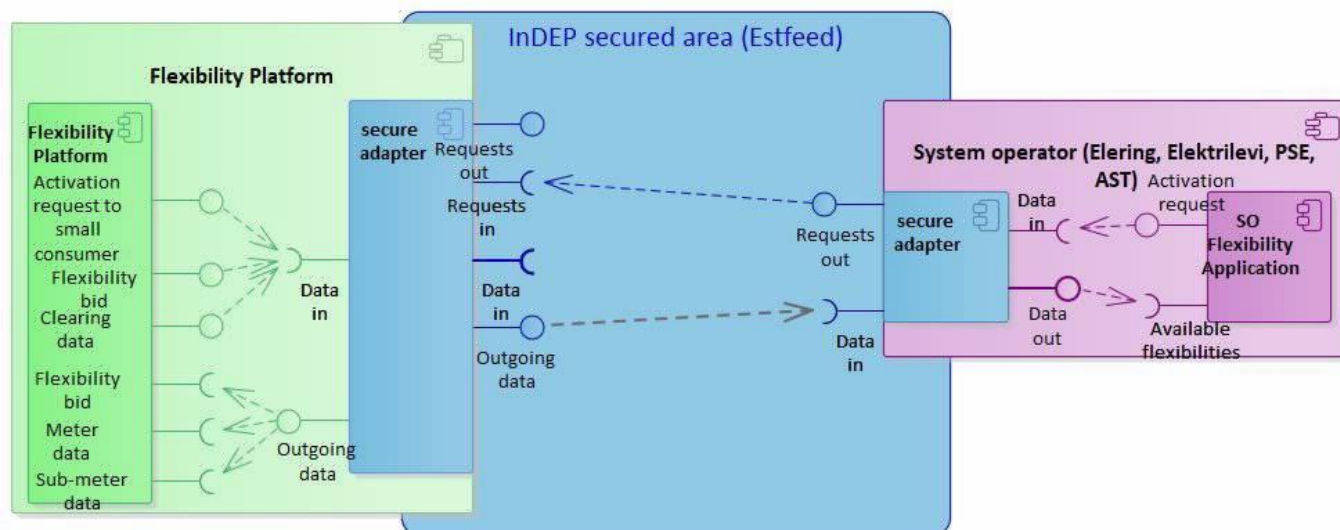 InDEP secured area (Estfeed)
Flexibility Platform
Flexibility
Platform
Activation
request to
small
consumer
Flexibility
bid
Clearing
data
Flexibility
bid
Meter
data
Sub-meter
data
Data
in
Outgoing
data
secure
adapter
Requests
out
Requests
in
Data
in
Outgoing
data
Requests
out
Data
in
System operator (Elering, Elektrilevi, PSE,
AST)
secure
adapter
Data
in
Activation
request
Data
out
Available
flexibilities
SO
Flexibility
Application